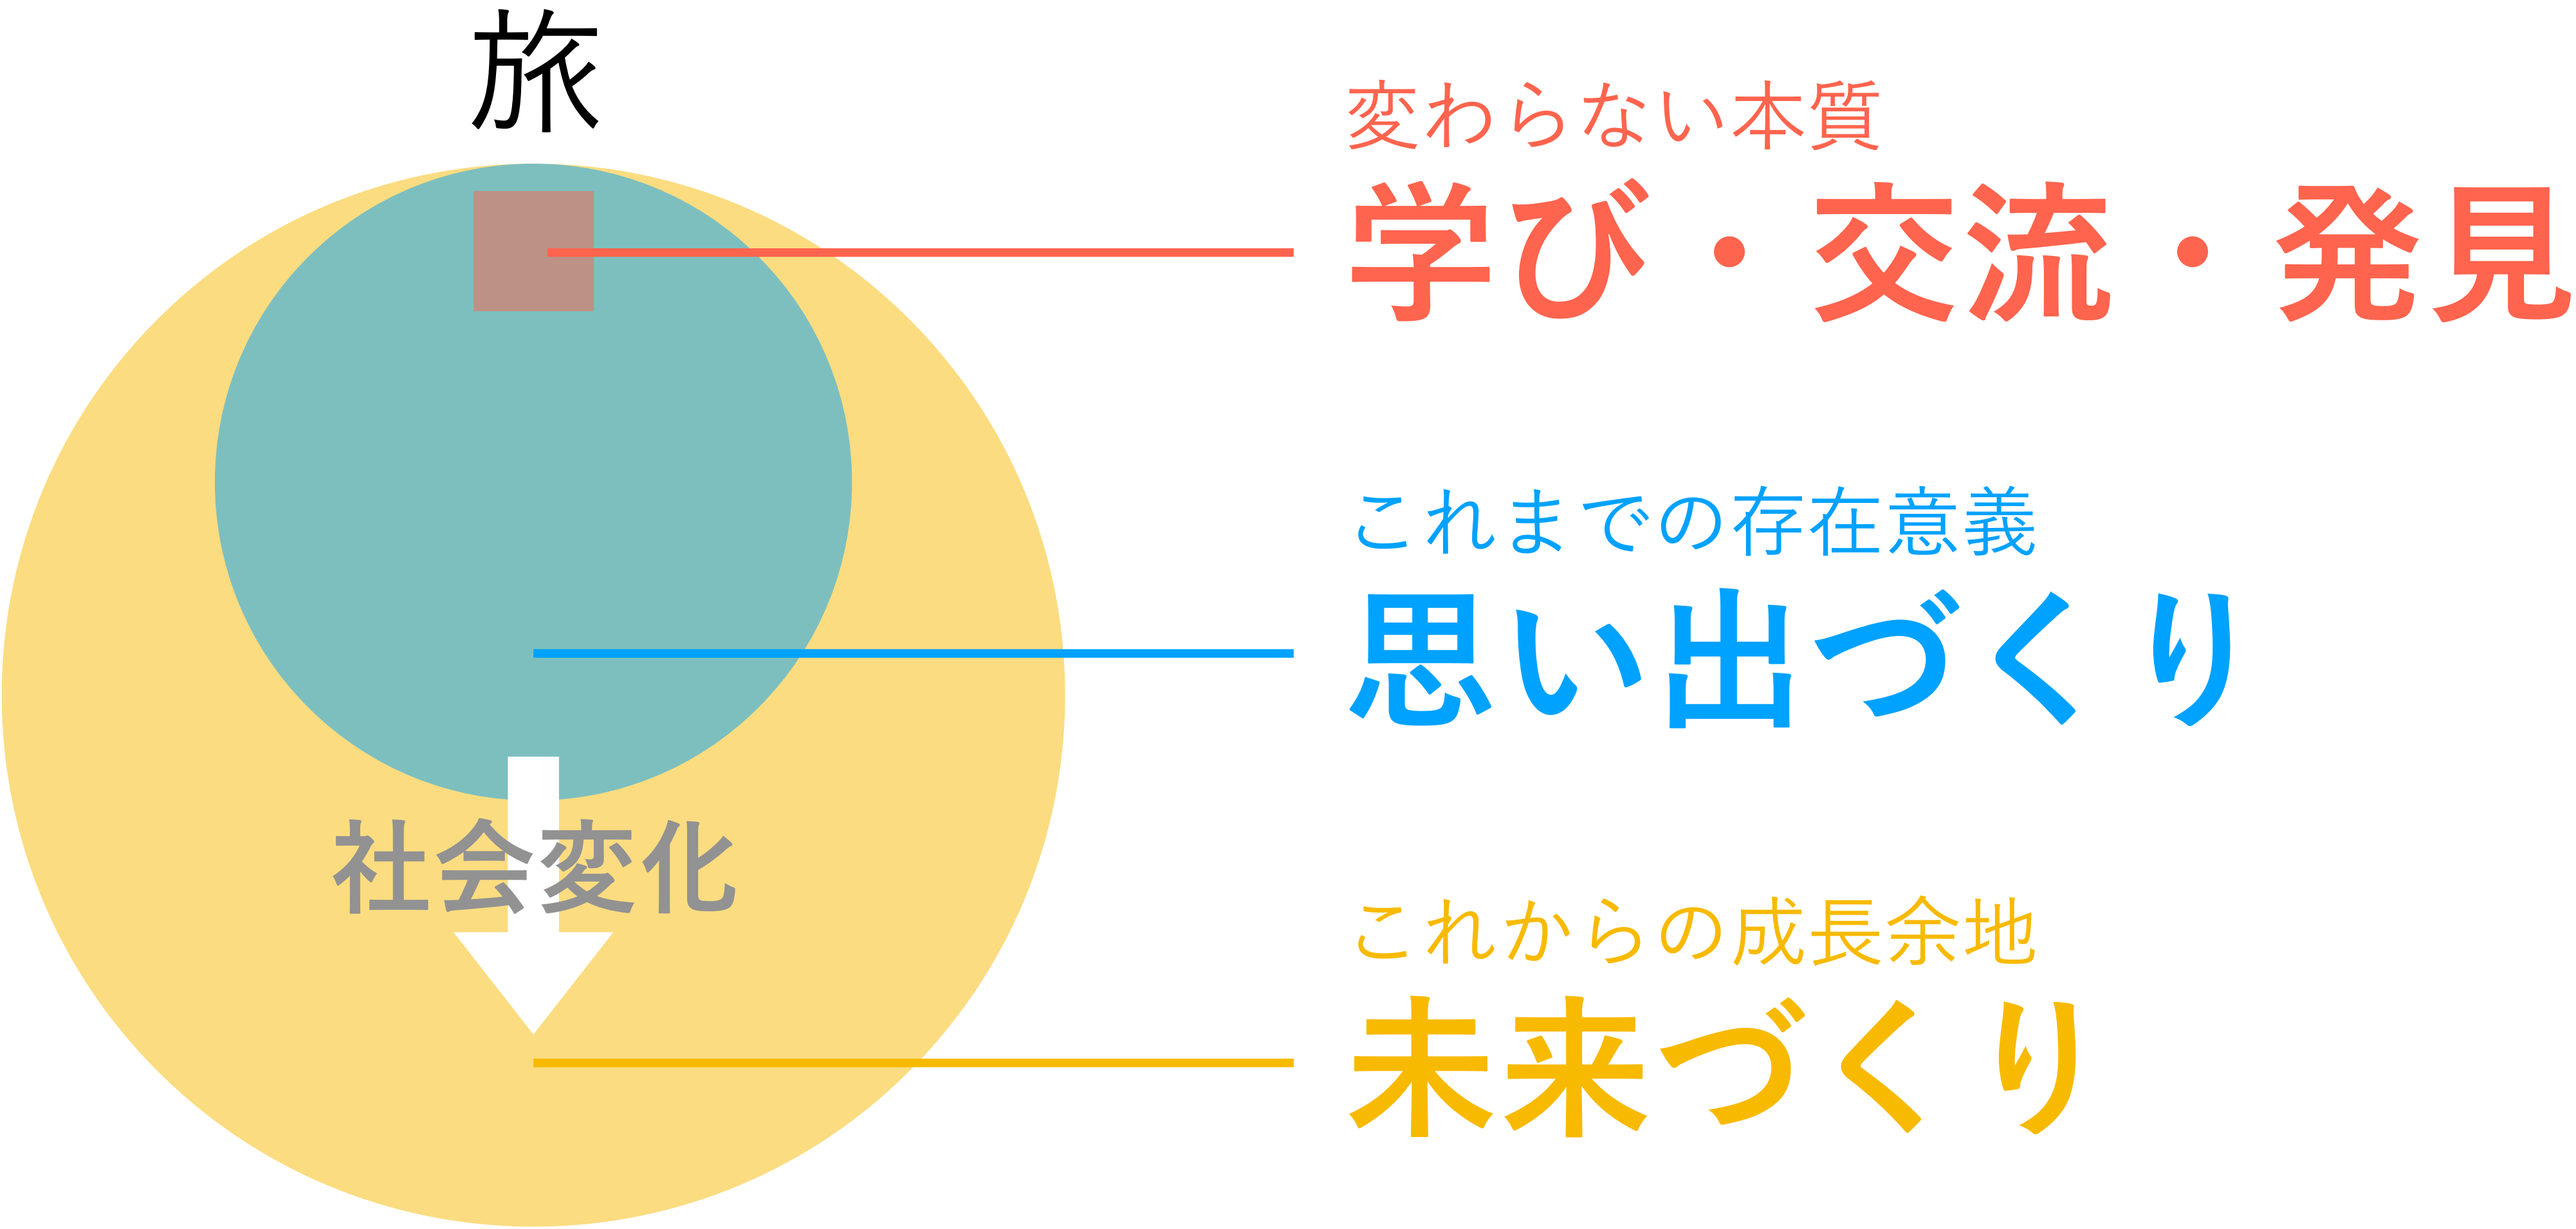 旅
変わらない本質
学び・交流・発見
これまでの存在意義
思い出づくり
社会変化
これからの成長余地
未来づくり